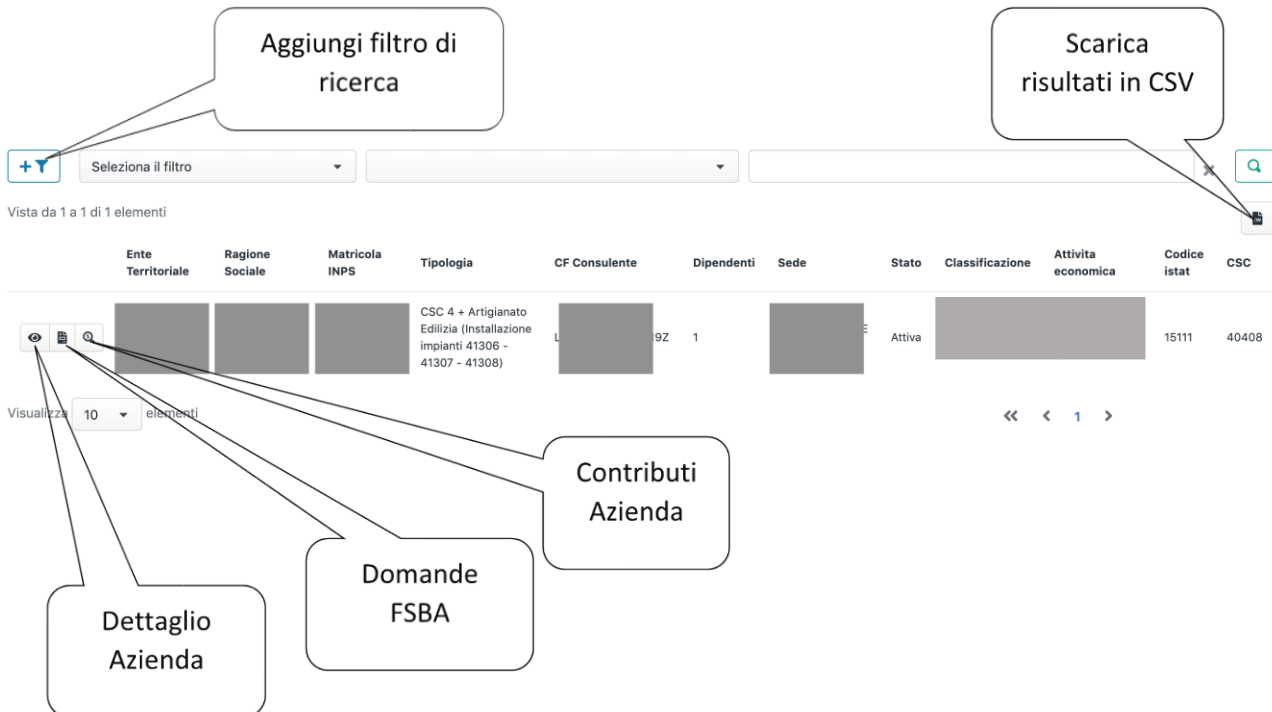 Aggiungi filtro di
ricerca
Scarica
risultati in CSV
Seleziona il filtro
Vista da 1 a 1 di 1 elementi
Ente
Territoriale
Ragione
Sociale
Matricola
INPS
Tipologia
CF Consulente
Dipendenti
Sede
Stato
Classificazione
Attivita
economica
Codice
istat
CSC
CSC 4 + Artigianato
Edilizia (Installazione
impianti 41306 -
41307 - 41308)
L
9Z
1
E
Attiva
15111
40408
Visualizza 10 elementi
1
Contributi
Azienda
Domande
FSBA
Dettaglio
Azienda